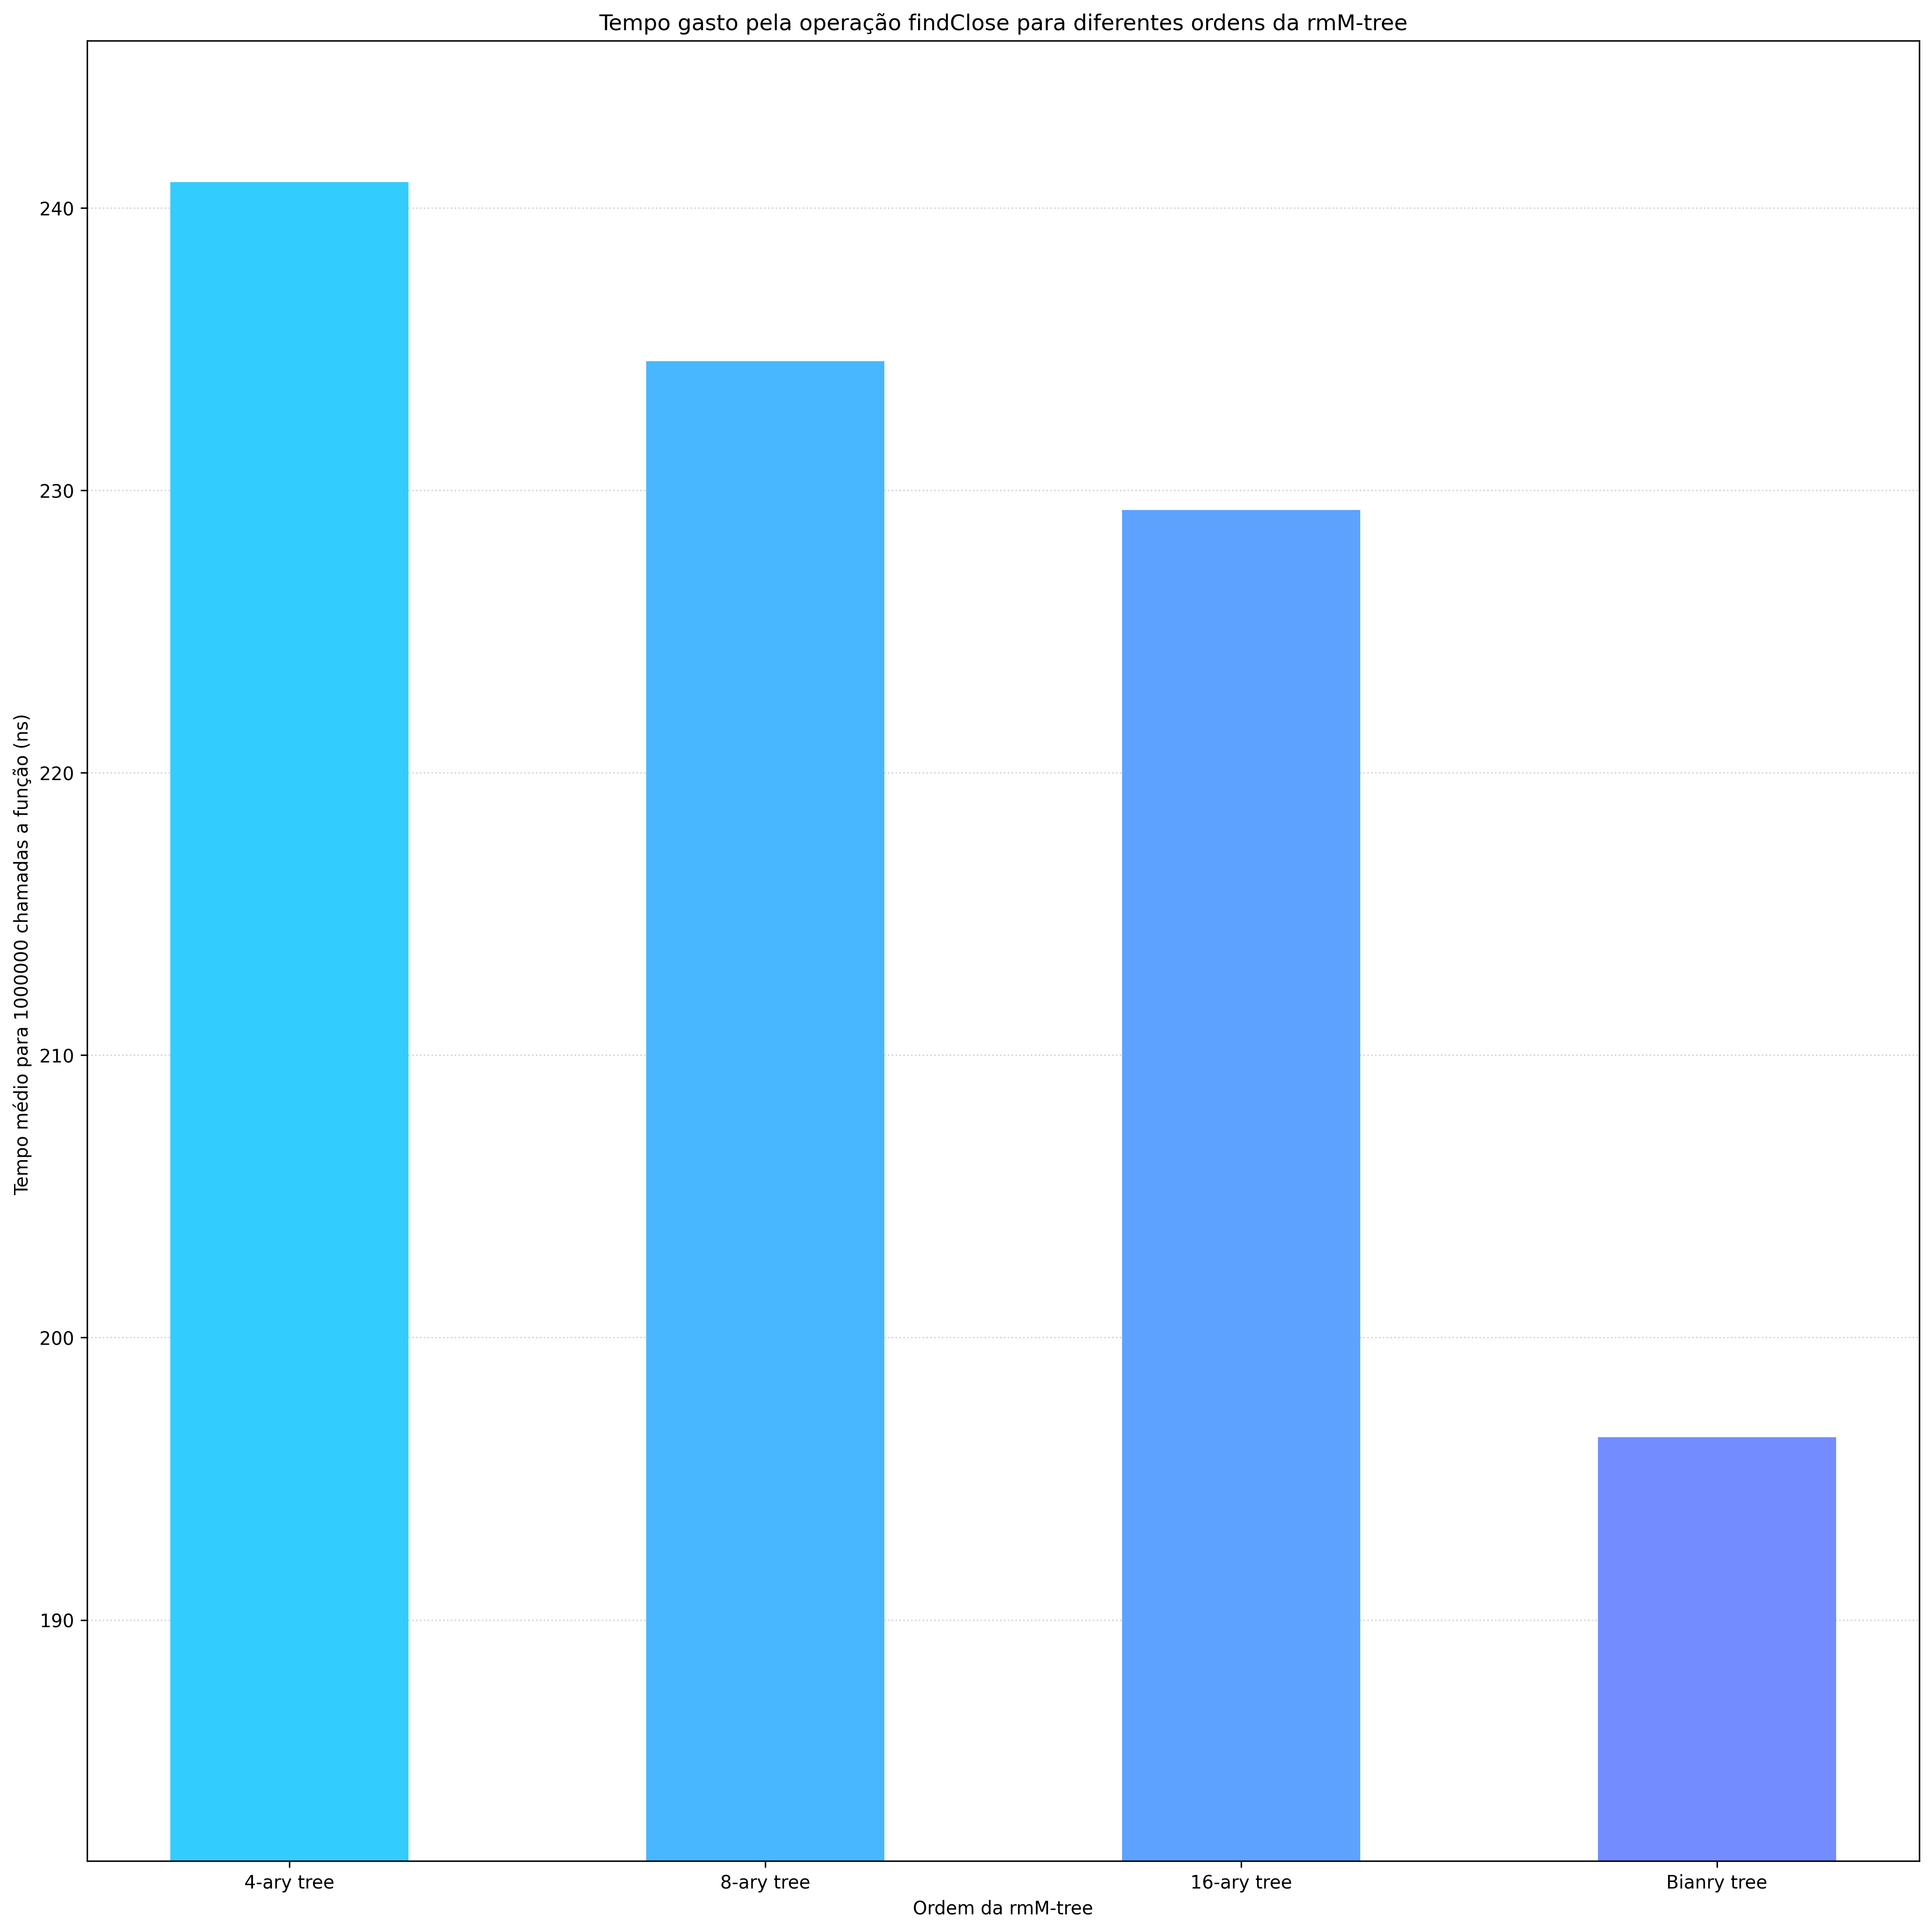 Tempo gasto pela operação findClose para diferentes ordens da rmM-tree
Tempo médio para 1000000 chamadas a função (ns)
240
230
220
210
200
190
4-ary tree
8-ary tree
16-ary tree
Bianry tree
Ordem da rmM-tree